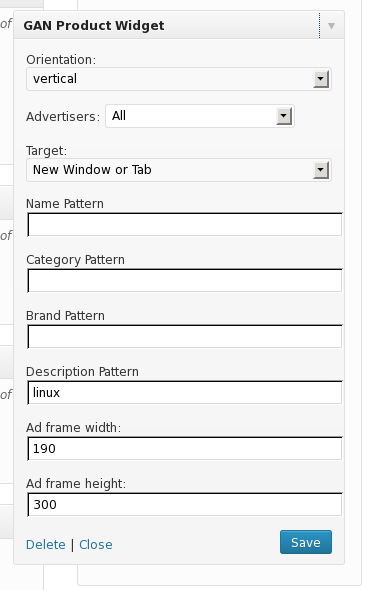 of
GAN Product Widget
Orientation:
vertical
Advertisers: All
Target:
New Window or Tab
Name Pattern
of
Category Pattern
Brand Pattern
Description Pattern
of
linux
Ad frame width:
190
Ad frame height:
300
Delete | Close
Save